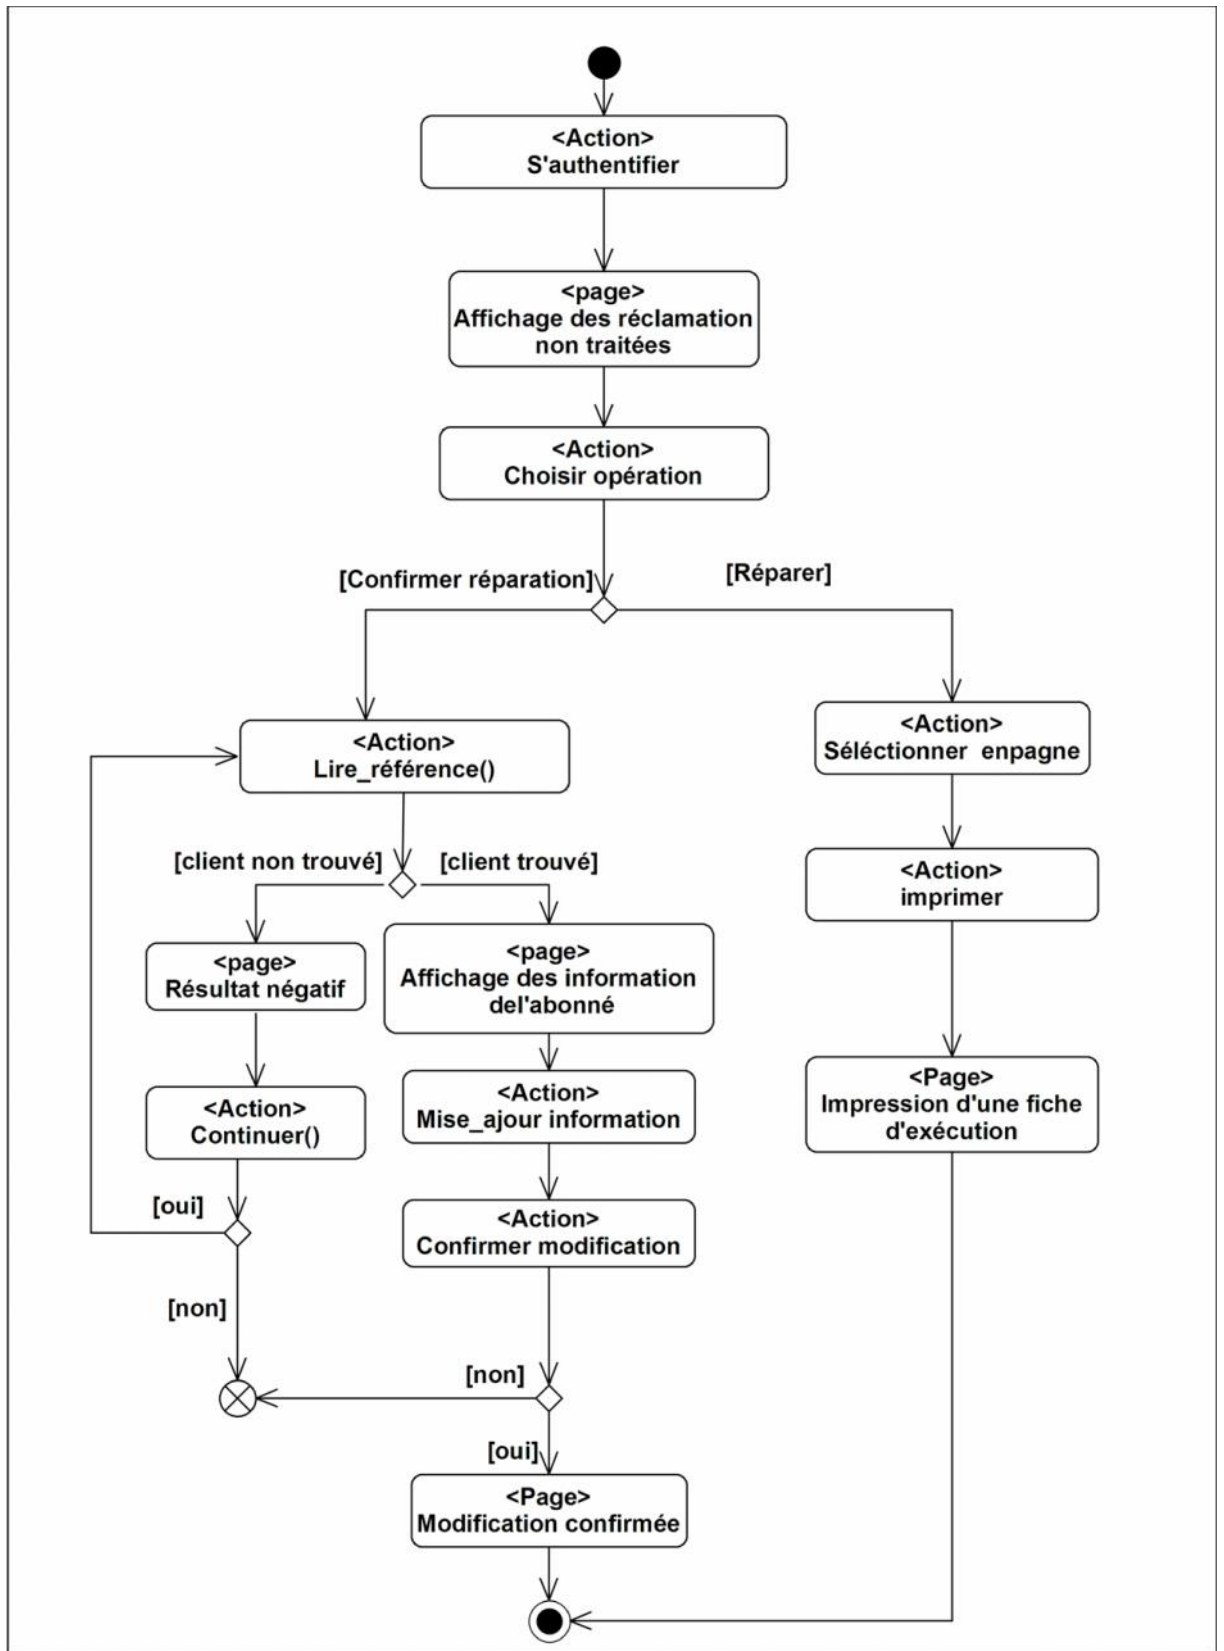 <Action>
S'authentifier
<page>
Affichage des réclamation
non traitées
<Action>
Choisir opération
[Confirmer réparation]
[Réparer]
<Action>
Lire_référence()
<Action>
Séléctionner enpagne
[client non trouvé]
[client trouvé]
<Action>
imprimer
<page>
Résultat négatif
<page>
Affichage des information
del'abonné
<Action>
Continuer()
<Action>
Mise_ajour information
<Page>
Impression d'une fiche
d'exécution
[oui]
<Action>
Confirmer modification
[non]
[non]
[oui]
<Page>
Modification confirmée